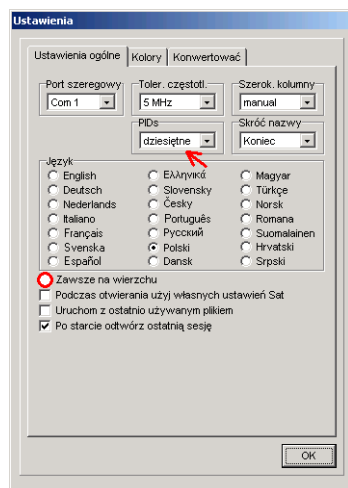 Ustawienia
Ustawienia ogólne Kolory Konwertować
Port szeregowy Toler. częstotl. Szerok. kolumny
Com 1 5 MHz manual
PIDs Skróć nazwy
dziesiętne Koniec
Język
English Ελληνικά Magyar
Deutsch Slovensky Türkçe
Nederlands Česky Norsk
Italiano Português Romana
Français Русский Suomalainen
Svenska Polski Hrvatski
Español Dansk Srpski
Zawsze na wierzchu
Podczas otwierania użyj własnych ustawień Sat
Uruchom z ostatnio używanym plikiem
Po starcie odtwórz ostatnią sesję
OK